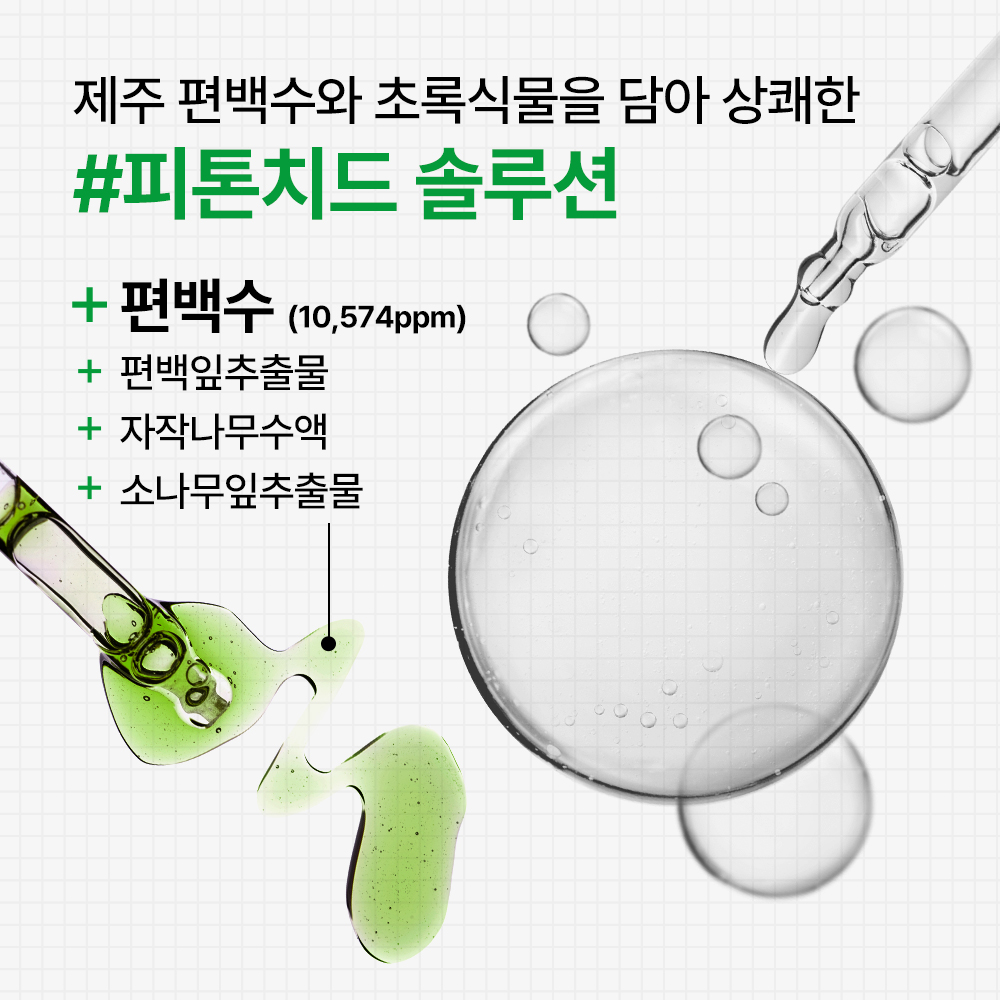 제주 편백수와 초록식물을 담아 상쾌한
#피톤치드 솔루션
+ 편백수 (10,574ppm)
+ 편백잎추출물
+ 자작나무수액
+ 소나무잎추출물